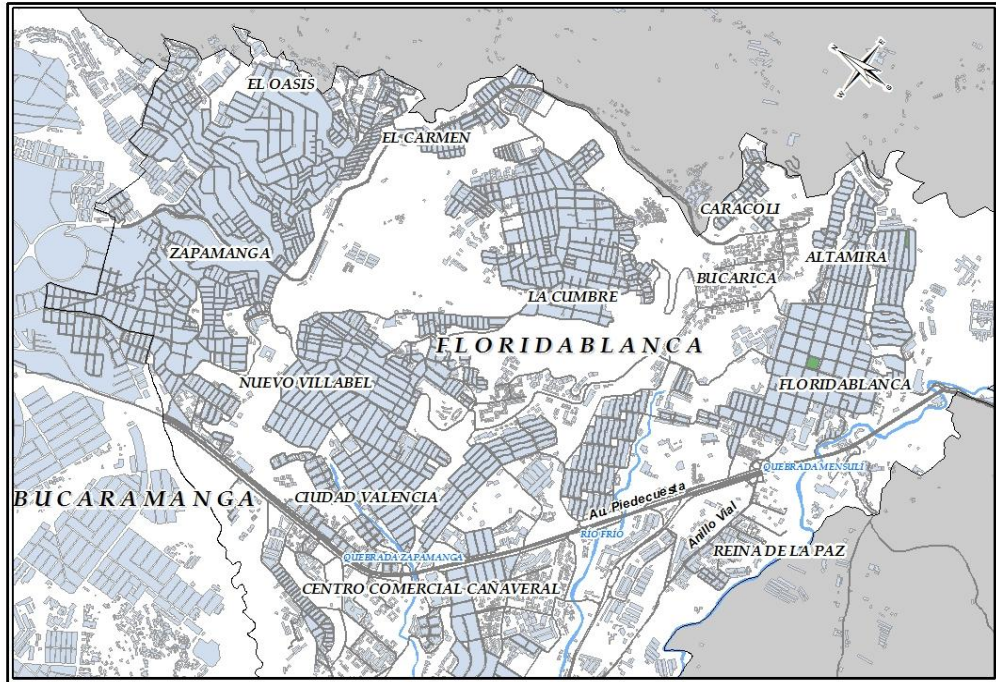 EL OASIS
EL CARMEN
CARACOLI
ZAPAMANGA
BUCARICA
ALTAMIRA
LA CUMBRE
FLORIDABLANCA
NUEVO VILLABEL
FLORIDABLANCA
QUEBRADA MENSULI
BUCARAMANGA
CIUDAD VALENCIA
Av. Piedecuesta
Anillo Vial
RIO FRIO
QUEBRADA ZAPAMANGA
REINA DE LA PAZ
CENTRO COMERCIAL CAÑAVERAL
N
E
W
S